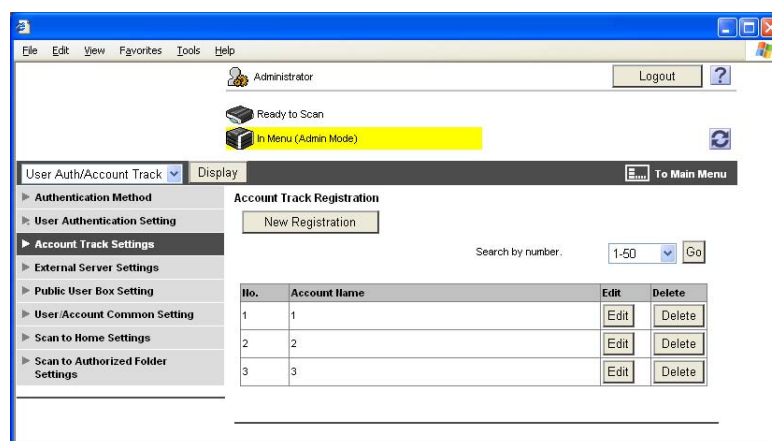 File Edit View Favorites Tools Help
Administrator
Logout ?
Ready to Scan
In Menu (Admin Mode)
User Auth/Account Track Display
To Main Menu
Authentication Method
User Authentication Setting
Account Track Settings
External Server Settings
Public User Box Setting
User/Account Common Setting
Scan to Home Settings
Scan to Authorized Folder
Settings
Account Track Registration
New Registration
Search by number. 1-50 Go
No. Account Name Edit Delete
1 1 Edit Delete
2 2 Edit Delete
3 3 Edit Delete